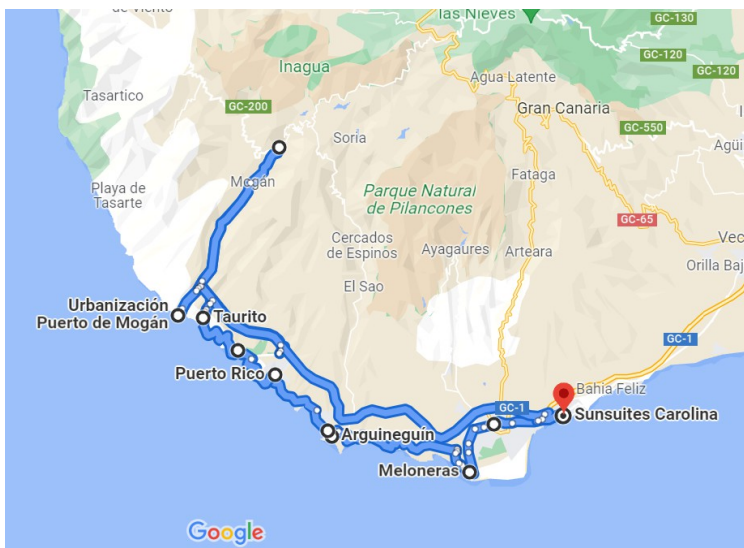 de Viento
las Nieves
GC-130
GC-120
GC-120
Inagua
Agua Latente
Tasartico
GC-200
Gran Canaria
Soria
GC-550
Agüi
Playa de
Tasarte
Mogán
Fataga
Parque Natural
de Pilancones
GC-65
Vec
Cercados
de Espinos
Ayagaures
Arteara
Orilla Baj
El Sao
Urbanización
Puerto de Mogán
Taurito
GC-1
Puerto Rico
Bahía Feliz
GC-1
Sunsuites Carolina
Arguineguín
Meloneras
Google